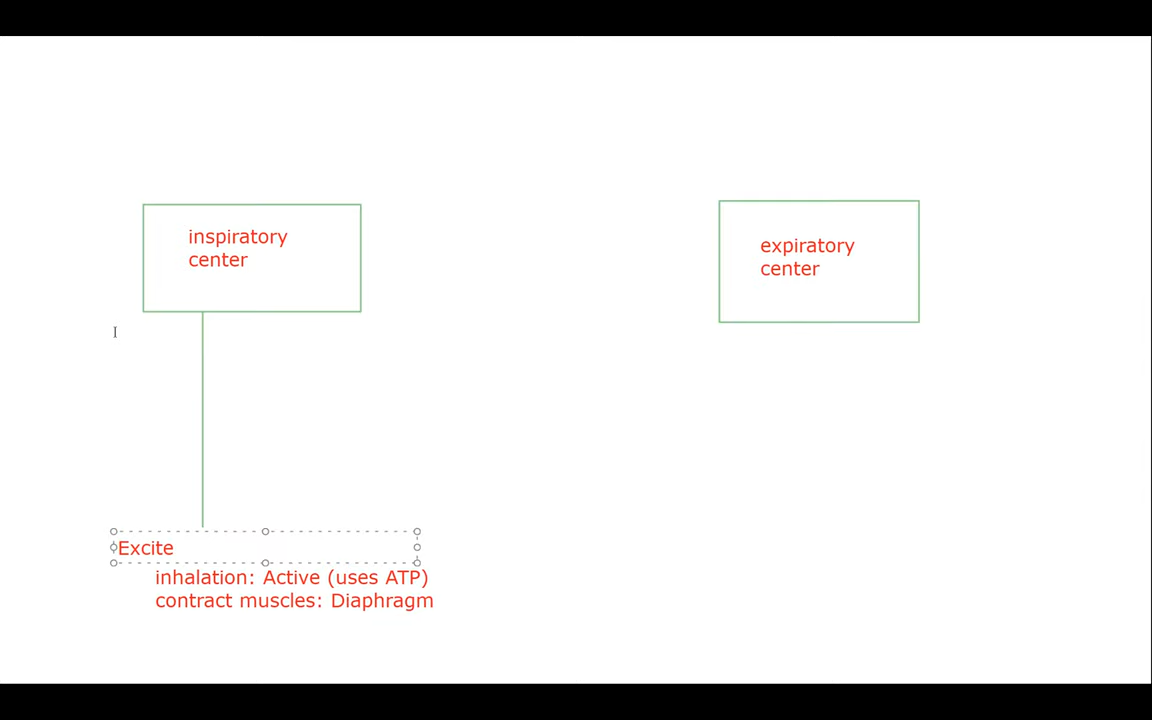 inspiratory
center
expiratory
center
Excite
inhalation: Active (uses ATP)
contract muscles: Diaphragm